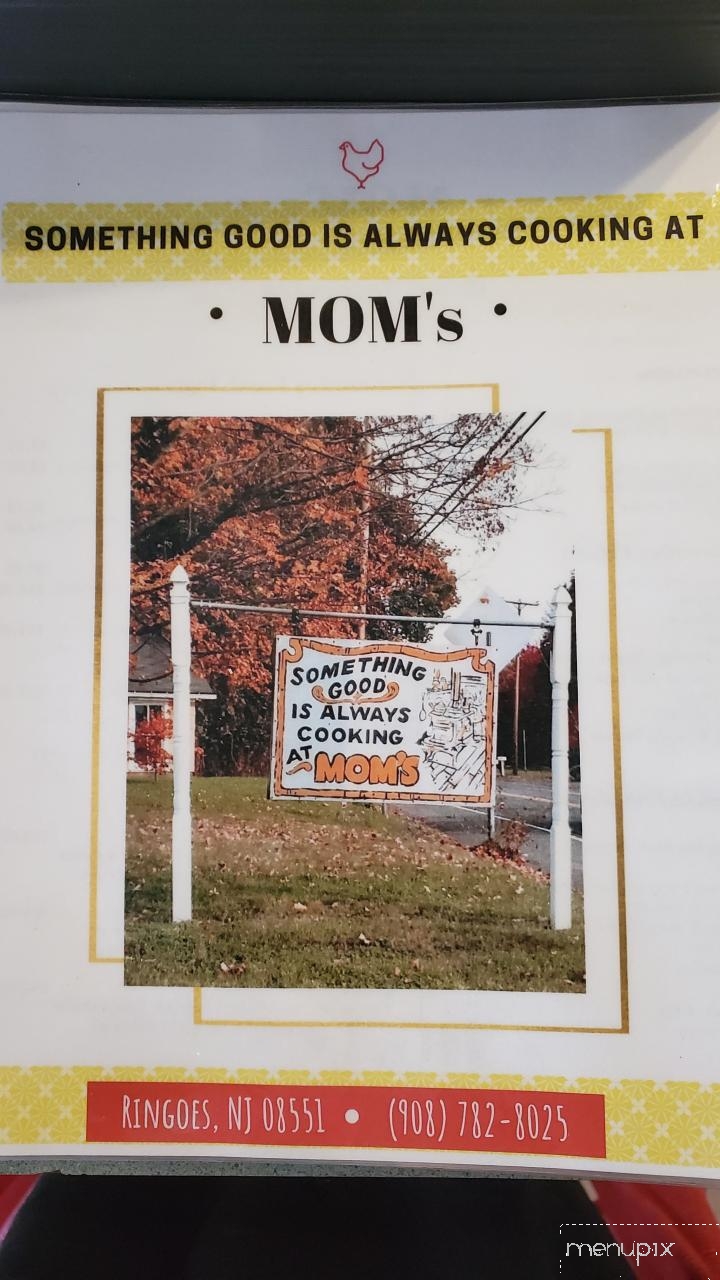 SOMETHING GOOD IS ALWAYS COOKING AT
• MOM's •
SOMETHING
GOOD
IS ALWAYS
COOKING
AT MOM'S
RINGOES, NJ 08551 • (908) 782-8025
menupix